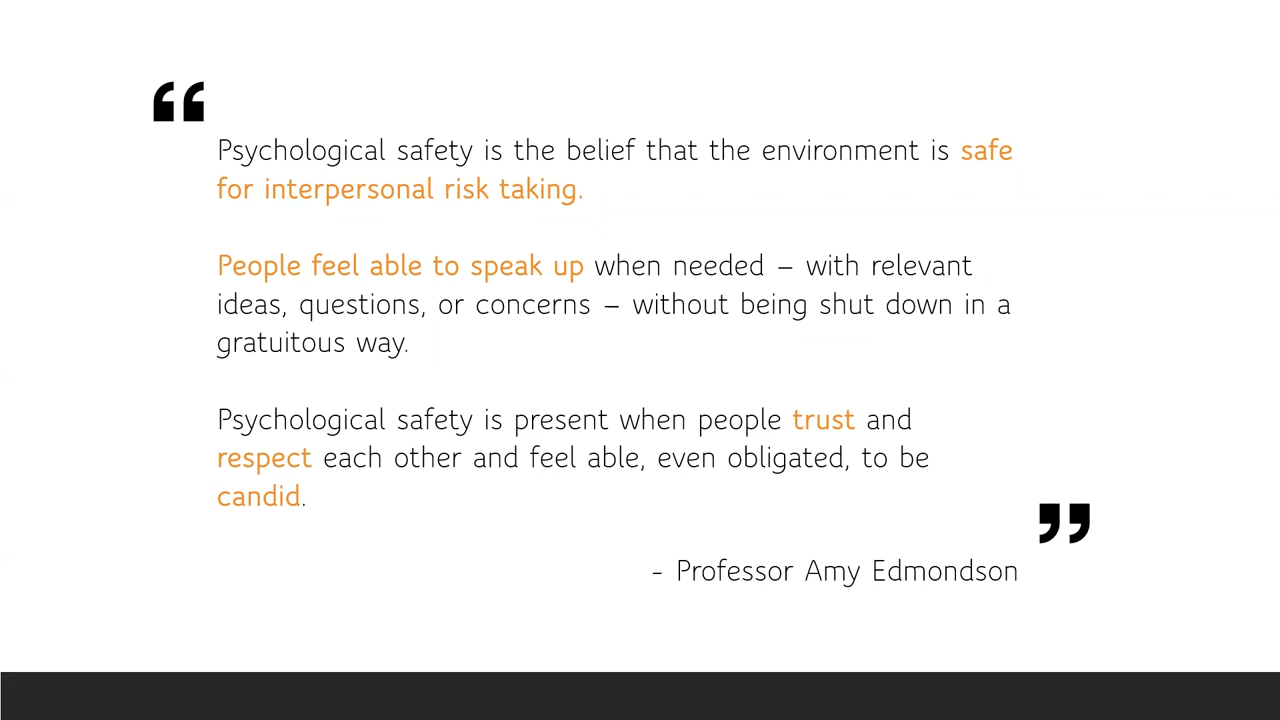 “
Psychological safety is the belief that the environment is safe
for interpersonal risk taking.
People feel able to speak up when needed – with relevant
ideas, questions, or concerns – without being shut down in a
gratuitous way.
Psychological safety is present when people trust and
respect each other and feel able, even obligated, to be
candid.
”
- Professor Amy Edmondson